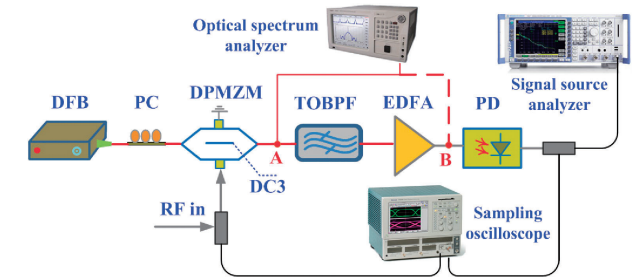 Optical spectrum
analyzer
Signal source
analyzer
DFB
PC
DPMZM
TOBPF
EDFA
PD
A
B
DC3
RF in
Sampling
oscilloscope